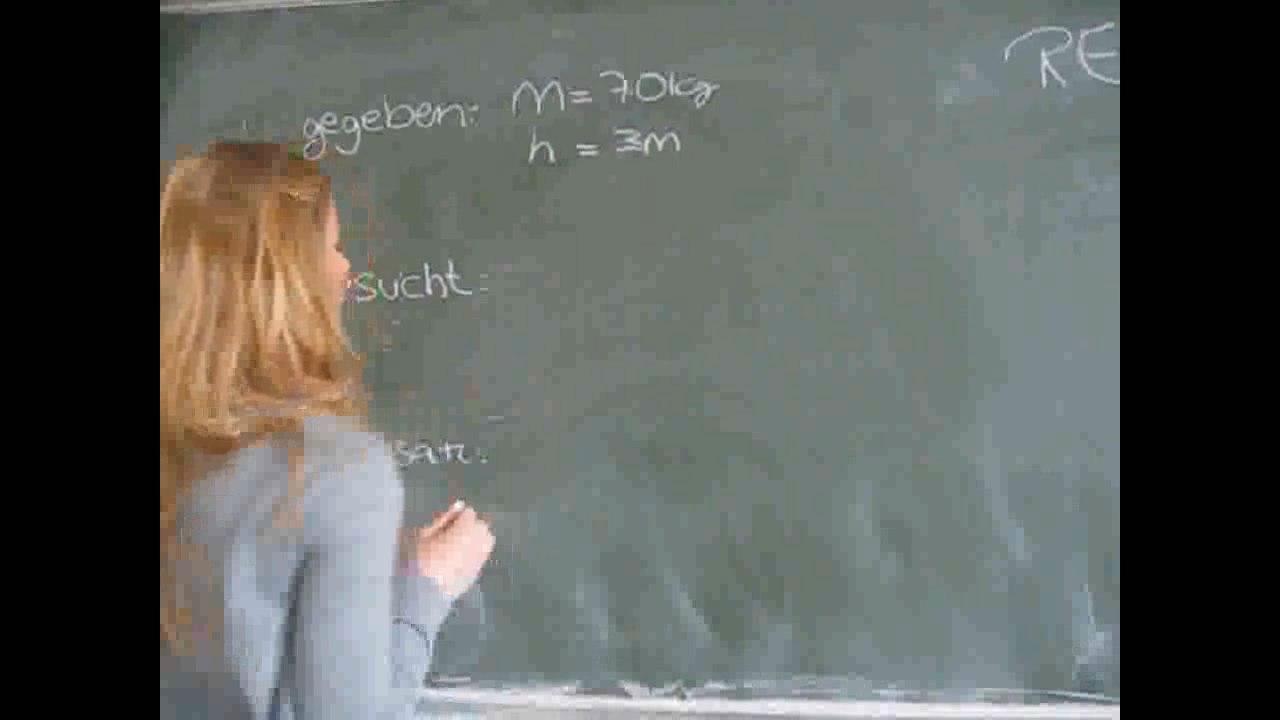 gegeben: m = 70kg
h = 3m
RE
sucht:
satz: